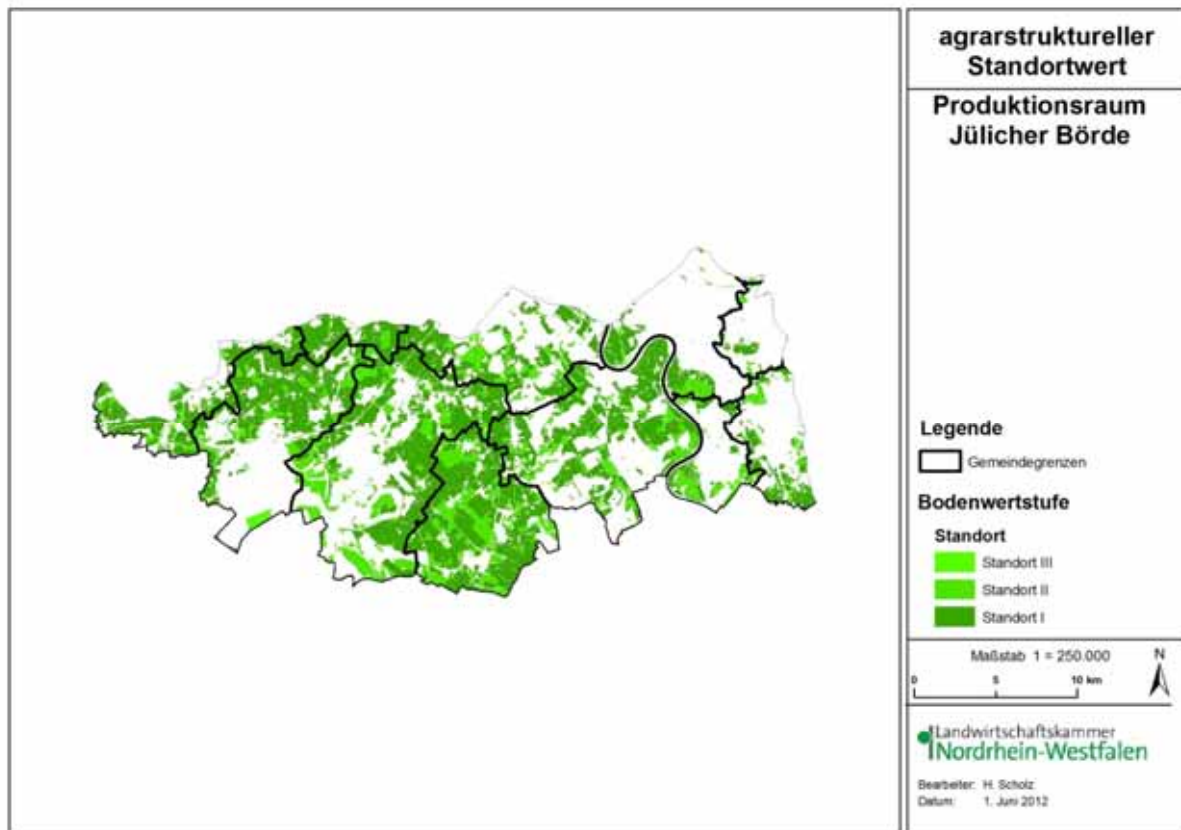 agrarstruktureller
Standortwert
Produktionsraum
Jülicher Börde
Legende
Gemeindegrenzen
Bodenwertstufe
Standort
Standort III
Standort II
Standort I
Maßstab 1 = 250.000
N
0 5 10 km
Landwirtschaftskammer
Nordrhein-Westfalen
Bearbeiter: H. Scholz
Datum: 1. Juni 2012